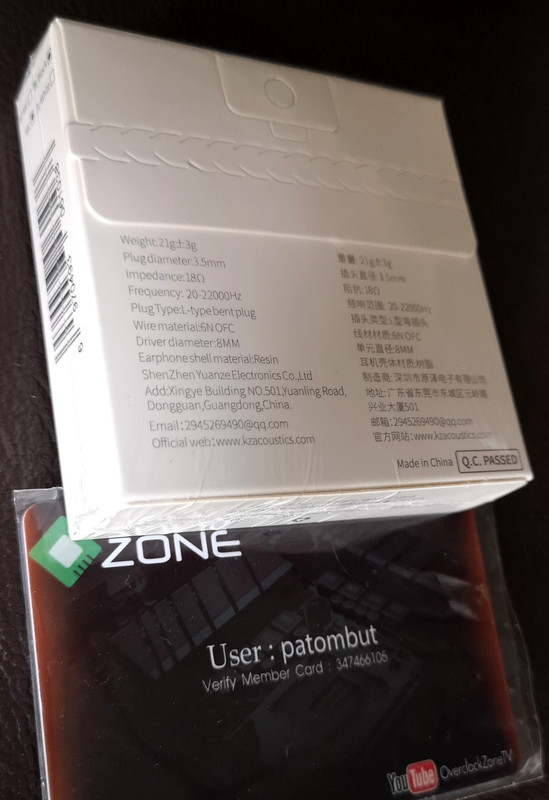 Weight:21g±3g
Plug diameter:3.5mm
Impedance:18Ω
Frequency: 20-22000Hz
Plug Type:L-type bent plug
Wire material:6N OFC
Driver diameter:8MM
Earphone shell material:Resin
ShenZhen Yuanze Electronics Co.,Ltd
Add:Xingye Building NO.501,Yuanling Road,
Dongguan,Guangdong,China.
Email:2945269490@qq.com
Official web:www.kzacoustics.com
重量: 21g±3g
插头直径:3.5mm
阻抗:18Ω
频响范围: 20-22000Hz
插头类型:L型弯插头
线材材质:6N OFC
单元直径:8MM
耳机壳体材质:树脂
制造商: 深圳市原泽电子有限公司
地址:广东省东莞市东城区元岭路
兴业大厦501
邮箱:2945269490@qq.com
官方网站:www.kzacoustics.com
Made in China Q.C. PASSED
ZONE
User : patombut
Verify Member Card : 347466105
YouTube OverclockZoneTV